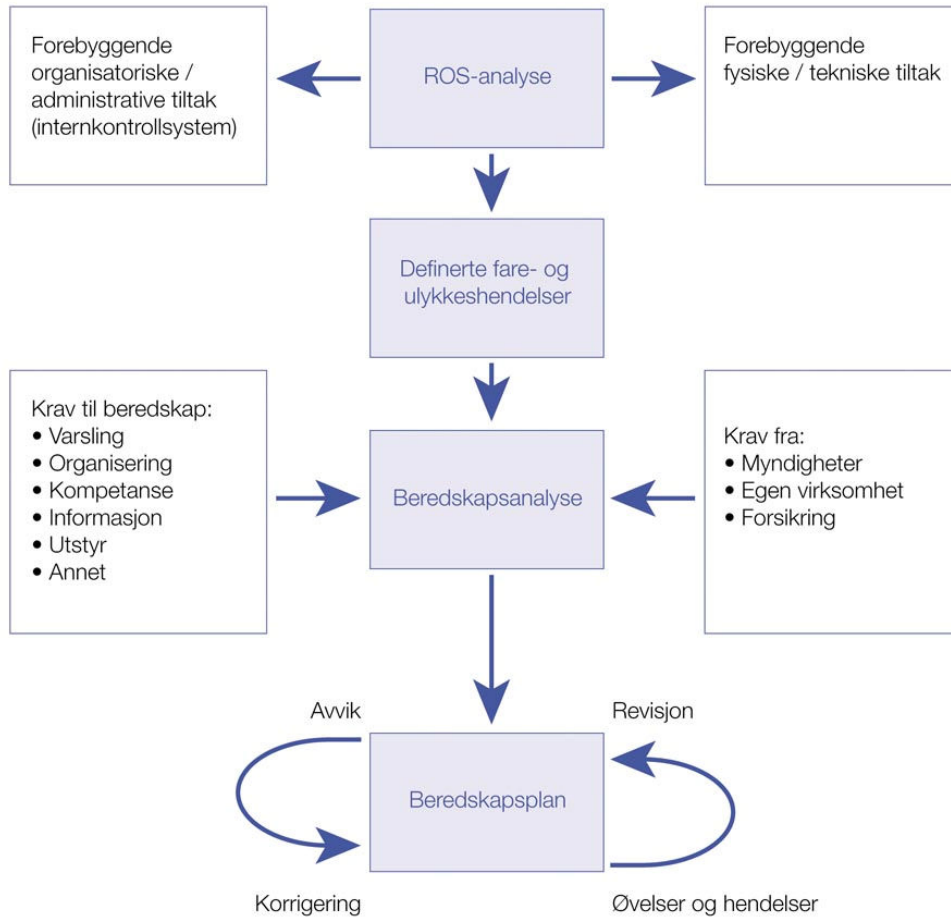 Forebyggende
organisatoriske /
administrative tiltak
(internkontrollsystem)
ROS-analyse
Forebyggende
fysiske / tekniske tiltak
Definerte fare- og
ulykkeshendelser
Krav til beredskap:
• Varsling
• Organisering
• Kompetanse
• Informasjon
• Utstyr
• Annet
Beredskapsanalyse
Krav fra:
• Myndigheter
• Egen virksomhet
• Forsikring
Avvik
Revisjon
Beredskapsplan
Korrigering
Øvelser og hendelser